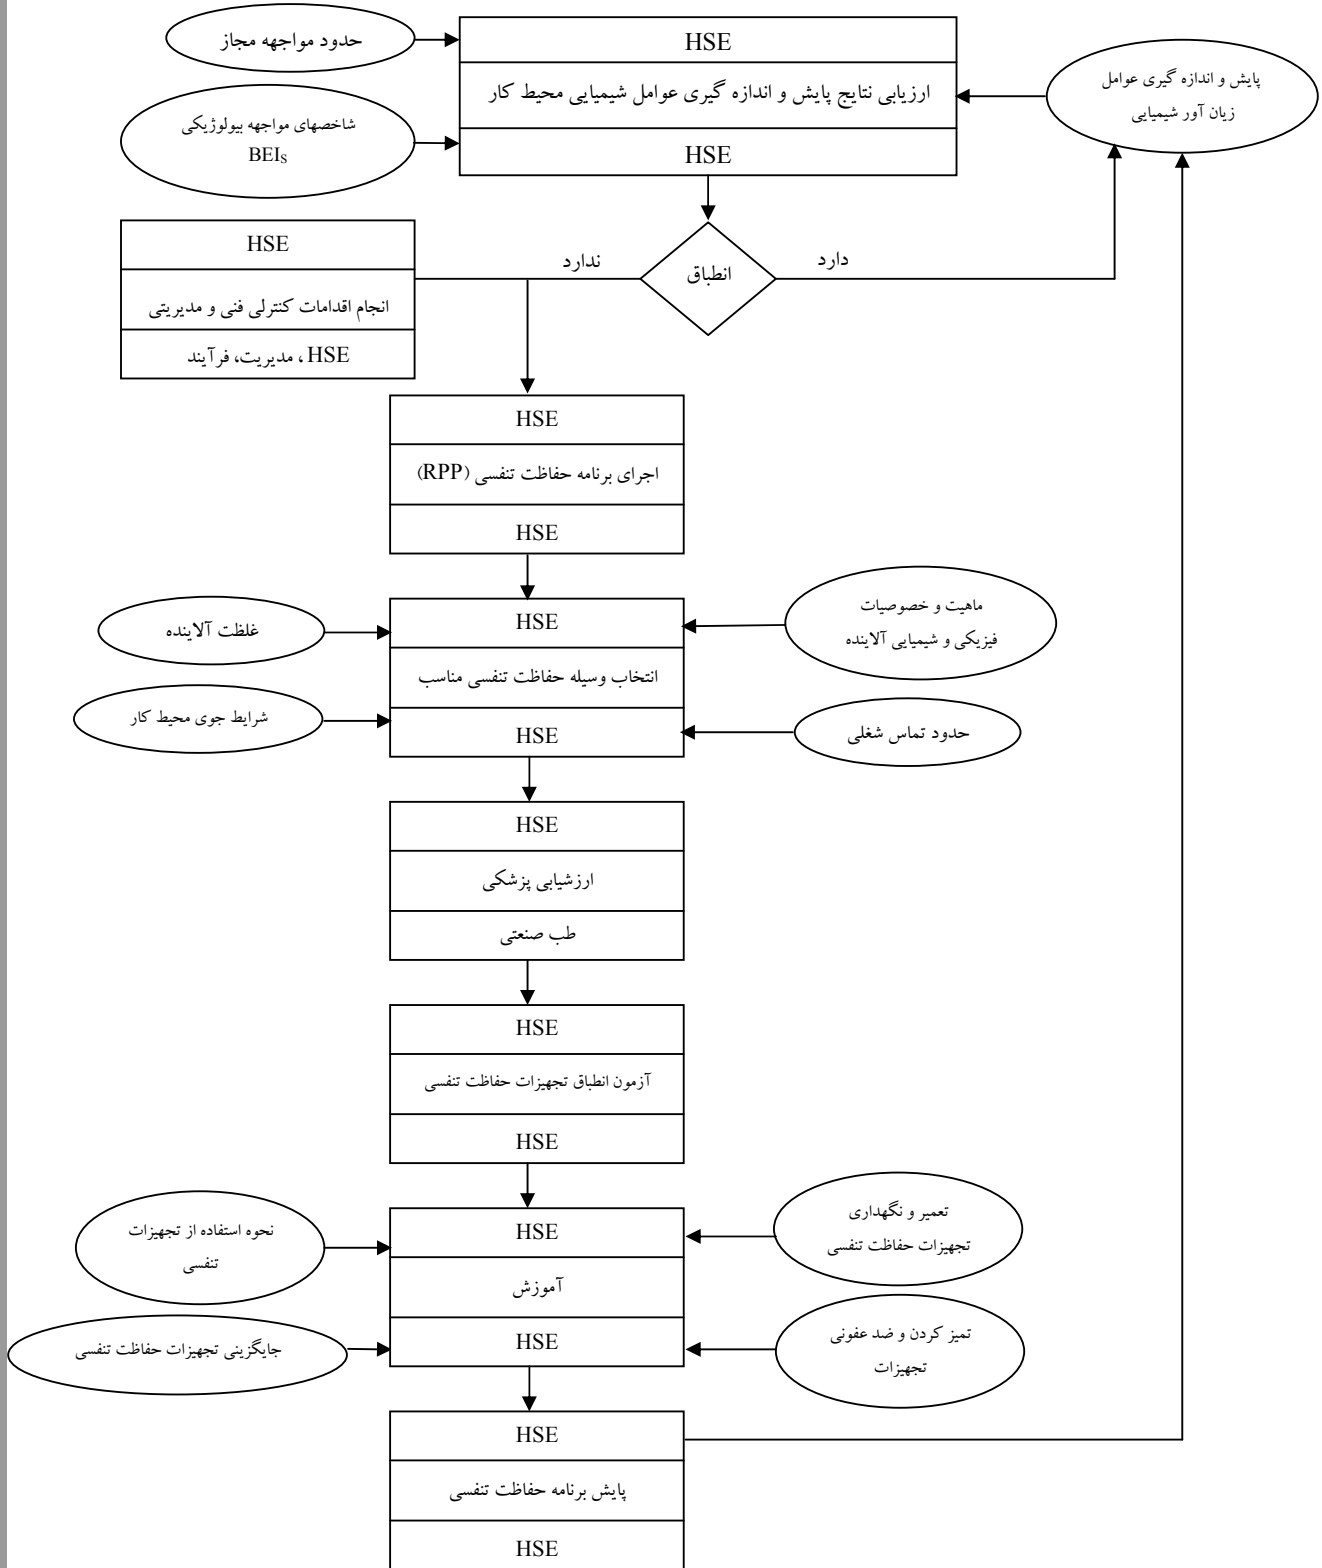 حدود مواجهه مجاز
HSE
پایش و اندازه گیری عوامل
زیان آور شیمیایی
ارزیابی نتایج پایش و اندازه گیری عوامل شیمیایی محیط کار
شاخصهای مواجهه بیولوژیکی
BEIS
HSE
انطباق
دارد
ندارد
HSE
انجام اقدامات کنترلی فنی و مدیریتی
HSE، مدیریت، فرآیند
HSE
اجرای برنامه حفاظت تنفسی (RPP)
HSE
HSE
ماهیت و خصوصیات
فیزیکی و شیمیایی آلاینده
غلظت آلاینده
انتخاب وسیله حفاظت تنفسی مناسب
شرایط جوی محیط کار
HSE
حدود تماس شغلی
HSE
ارزشیابی پزشکی
طب صنعتی
HSE
آزمون انطباق تجهیزات حفاظت تنفسی
HSE
HSE
تعمیر و نگهداری
تجهیزات حفاظت تنفسی
نحوه استفاده از تجهیزات
تنفسی
آموزش
HSE
تمیز کردن و ضد عفونی
تجهیزات
جایگزینی تجهیزات حفاظت تنفسی
HSE
پایش برنامه حفاظت تنفسی
HSE